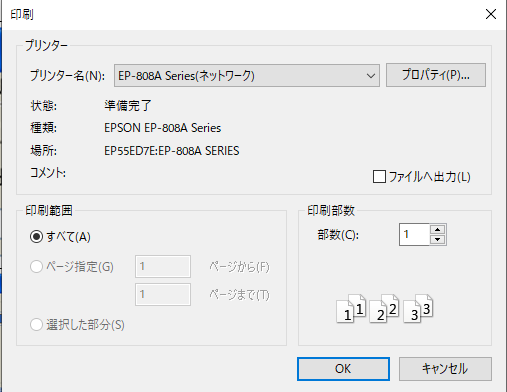 印刷
プリンター
プリンター名(N):
EP-808A Series(ネットワーク)
プロパティ(P)...
状態: 準備完了
種類: EPSON EP-808A Series
場所: EP55ED7E:EP-808A SERIES
コメント:
ファイルへ出力(L)
印刷範囲
すべて(A)
ページ指定(G) 1 ページから(F)
1 ページまで(T)
選択した部分(S)
印刷部数
部数(C): 1
1 1 2 2 3 3
OK
キャンセル